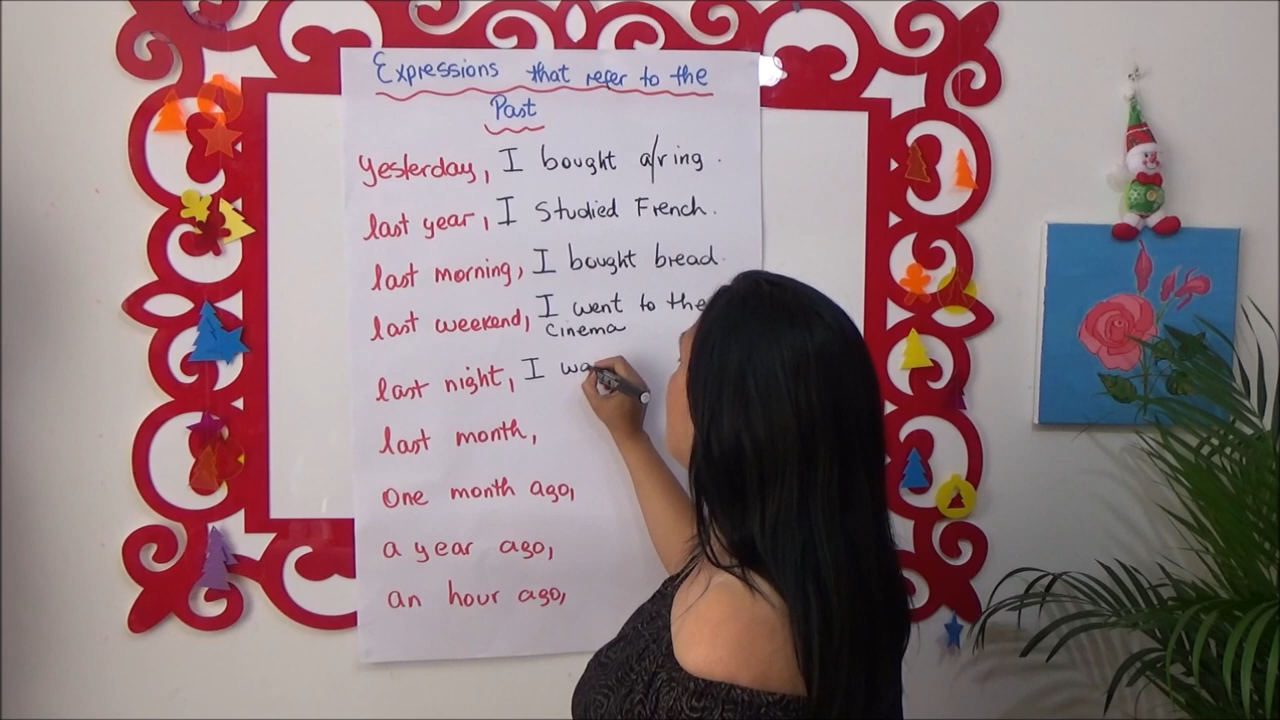 Expressions that refer to the
Past
Yesterday, I bought a/ring.
last year, I studied French.
last morning, I bought bread.
last weekend, I went to the
cinema
last night, I wa
last month,
One month ago,
a year ago,
an hour ago,